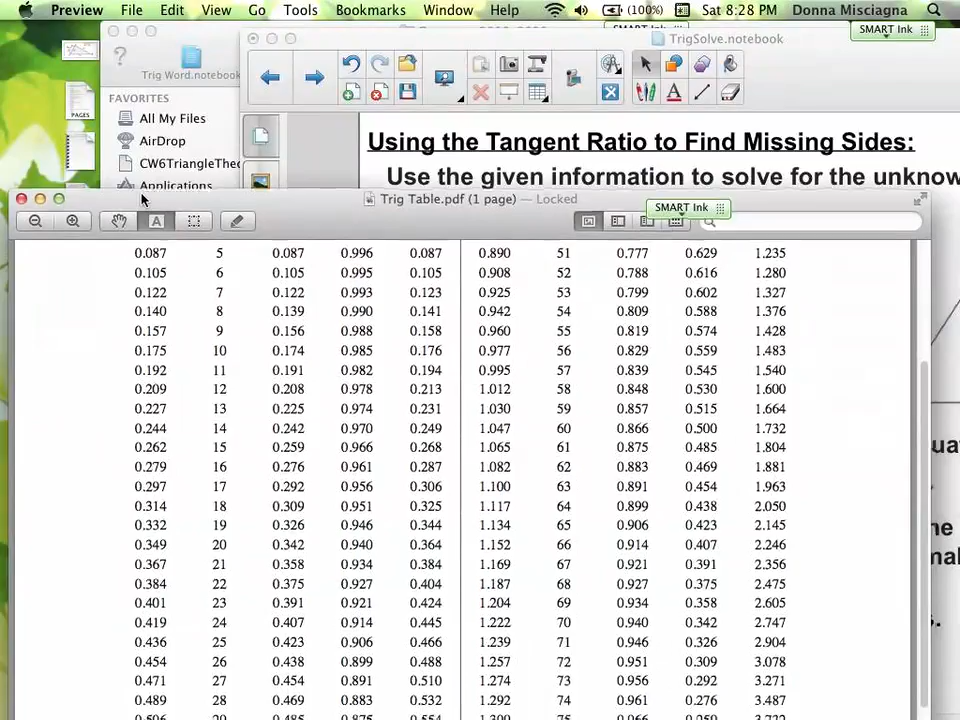 Preview File Edit View Go Tools Bookmarks Window Help (100%) Sat 8:28 PM Donna Misciagna
SMART Ink
TrigSolve.notebook
Trig Word.notebook
PAGES
FAVORITES
All My Files
AirDrop
CW6TriangleTheo
Applications
Using the Tangent Ratio to Find Missing Sides:
Use the given information to solve for the unknow
Trig Table.pdf (1 page) — Locked
SMART Ink
0.087 5 0.087 0.996 0.087 0.890 51 0.777 0.629 1.235
0.105 6 0.105 0.995 0.105 0.908 52 0.788 0.616 1.280
0.122 7 0.122 0.993 0.123 0.925 53 0.799 0.602 1.327
0.140 8 0.139 0.990 0.141 0.942 54 0.809 0.588 1.376
0.157 9 0.156 0.988 0.158 0.960 55 0.819 0.574 1.428
0.175 10 0.174 0.985 0.176 0.977 56 0.829 0.559 1.483
0.192 11 0.191 0.982 0.194 0.995 57 0.839 0.545 1.540
0.209 12 0.208 0.978 0.213 1.012 58 0.848 0.530 1.600
0.227 13 0.225 0.974 0.231 1.030 59 0.857 0.515 1.664
0.244 14 0.242 0.970 0.249 1.047 60 0.866 0.500 1.732
0.262 15 0.259 0.966 0.268 1.065 61 0.875 0.485 1.804
0.279 16 0.276 0.961 0.287 1.082 62 0.883 0.469 1.881
0.297 17 0.292 0.956 0.306 1.100 63 0.891 0.454 1.963
0.314 18 0.309 0.951 0.325 1.117 64 0.899 0.438 2.050
0.332 19 0.326 0.946 0.344 1.134 65 0.906 0.423 2.145
0.349 20 0.342 0.940 0.364 1.152 66 0.914 0.407 2.246
0.367 21 0.358 0.934 0.384 1.169 67 0.921 0.391 2.356
0.384 22 0.375 0.927 0.404 1.187 68 0.927 0.375 2.475
0.401 23 0.391 0.921 0.424 1.204 69 0.934 0.358 2.605
0.419 24 0.407 0.914 0.445 1.222 70 0.940 0.342 2.747
0.436 25 0.423 0.906 0.466 1.239 71 0.946 0.326 2.904
0.454 26 0.438 0.899 0.488 1.257 72 0.951 0.309 3.078
0.471 27 0.454 0.891 0.510 1.274 73 0.956 0.292 3.271
0.489 28 0.469 0.883 0.532 1.292 74 0.961 0.276 3.487